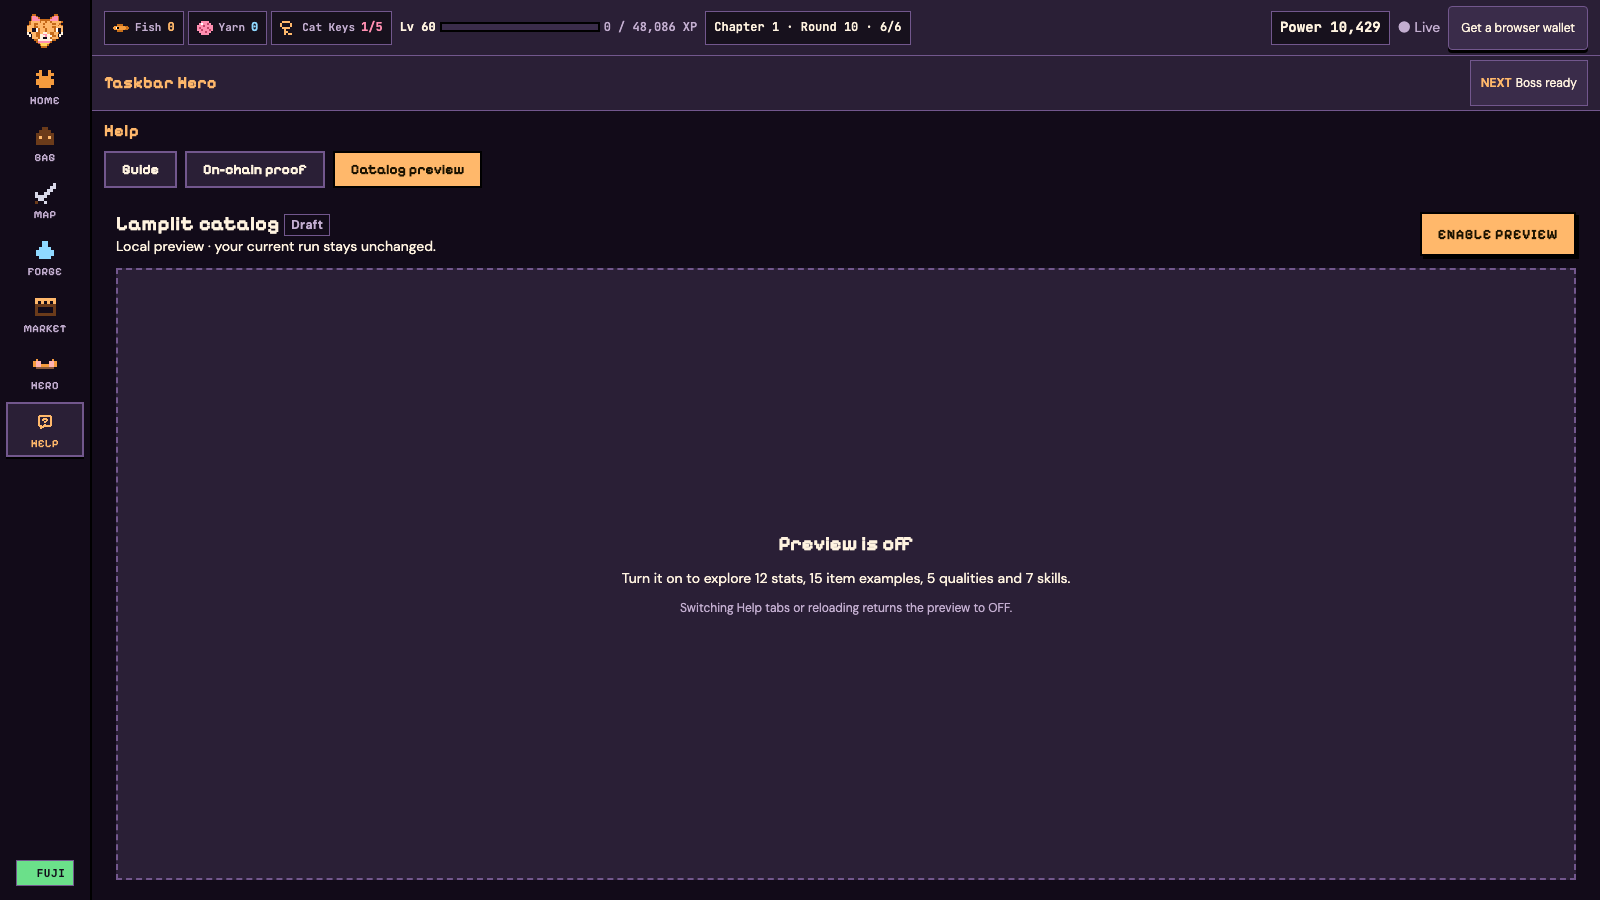 Fish 0
Yarn 0
Cat Keys 1/5
Lv 60
0 / 48,086 XP
Chapter 1 · Round 10 · 6/6
Power 10,429
Live
Get a browser wallet
HOME
BAG
MAP
FORGE
MARKET
HERO
HELP
FUJI
Taskbar Hero
NEXT Boss ready
Help
Guide
On-chain proof
Catalog preview
Lamplit catalog
Draft
Local preview · your current run stays unchanged.
ENABLE PREVIEW
Preview is off
Turn it on to explore 12 stats, 15 item examples, 5 qualities and 7 skills.
Switching Help tabs or reloading returns the preview to OFF.